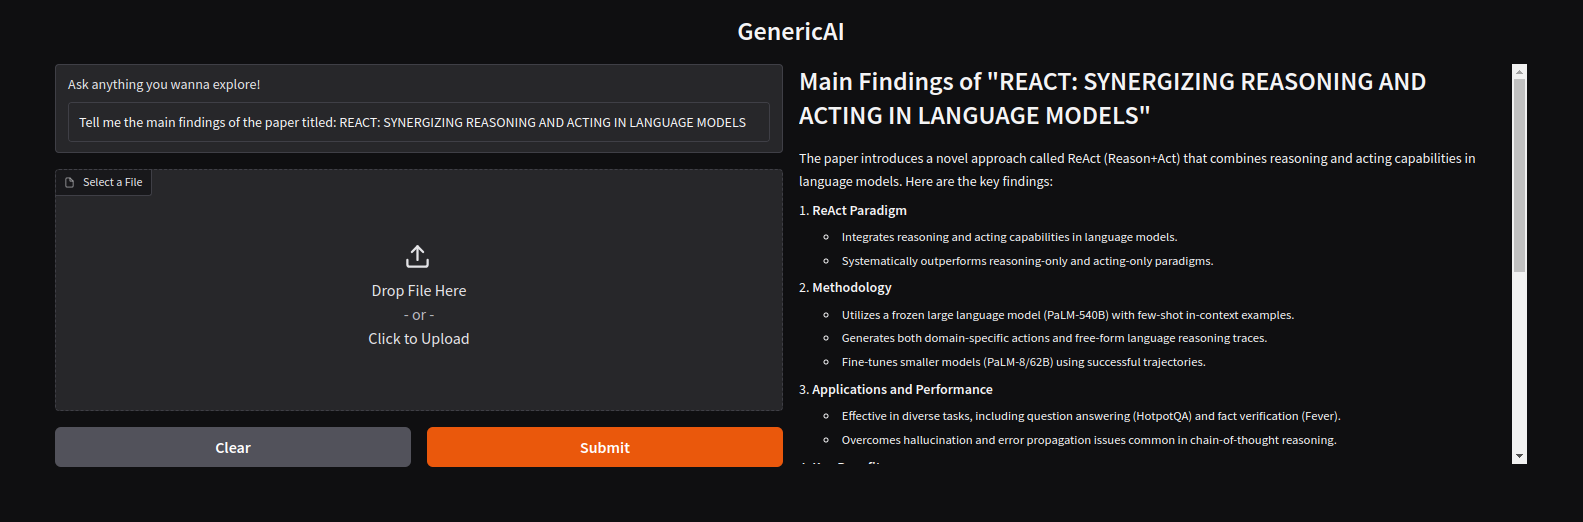 GenericAI
Ask anything you wanna explore!
Tell me the main findings of the paper titled: REACT: SYNERGIZING REASONING AND ACTING IN LANGUAGE MODELS
Select a File
Drop File Here
- or -
Click to Upload
Clear
Submit
Main Findings of "REACT: SYNERGIZING REASONING AND
ACTING IN LANGUAGE MODELS"
The paper introduces a novel approach called ReAct (Reason+Act) that combines reasoning and acting capabilities in
language models. Here are the key findings:
1. ReAct Paradigm
Integrates reasoning and acting capabilities in language models.
Systematically outperforms reasoning-only and acting-only paradigms.
2. Methodology
Utilizes a frozen large language model (PaLM-540B) with few-shot in-context examples.
Generates both domain-specific actions and free-form language reasoning traces.
Fine-tunes smaller models (PaLM-8/62B) using successful trajectories.
3. Applications and Performance
Effective in diverse tasks, including question answering (HotpotQA) and fact verification (Fever).
Overcomes hallucination and error propagation issues common in chain-of-thought reasoning.